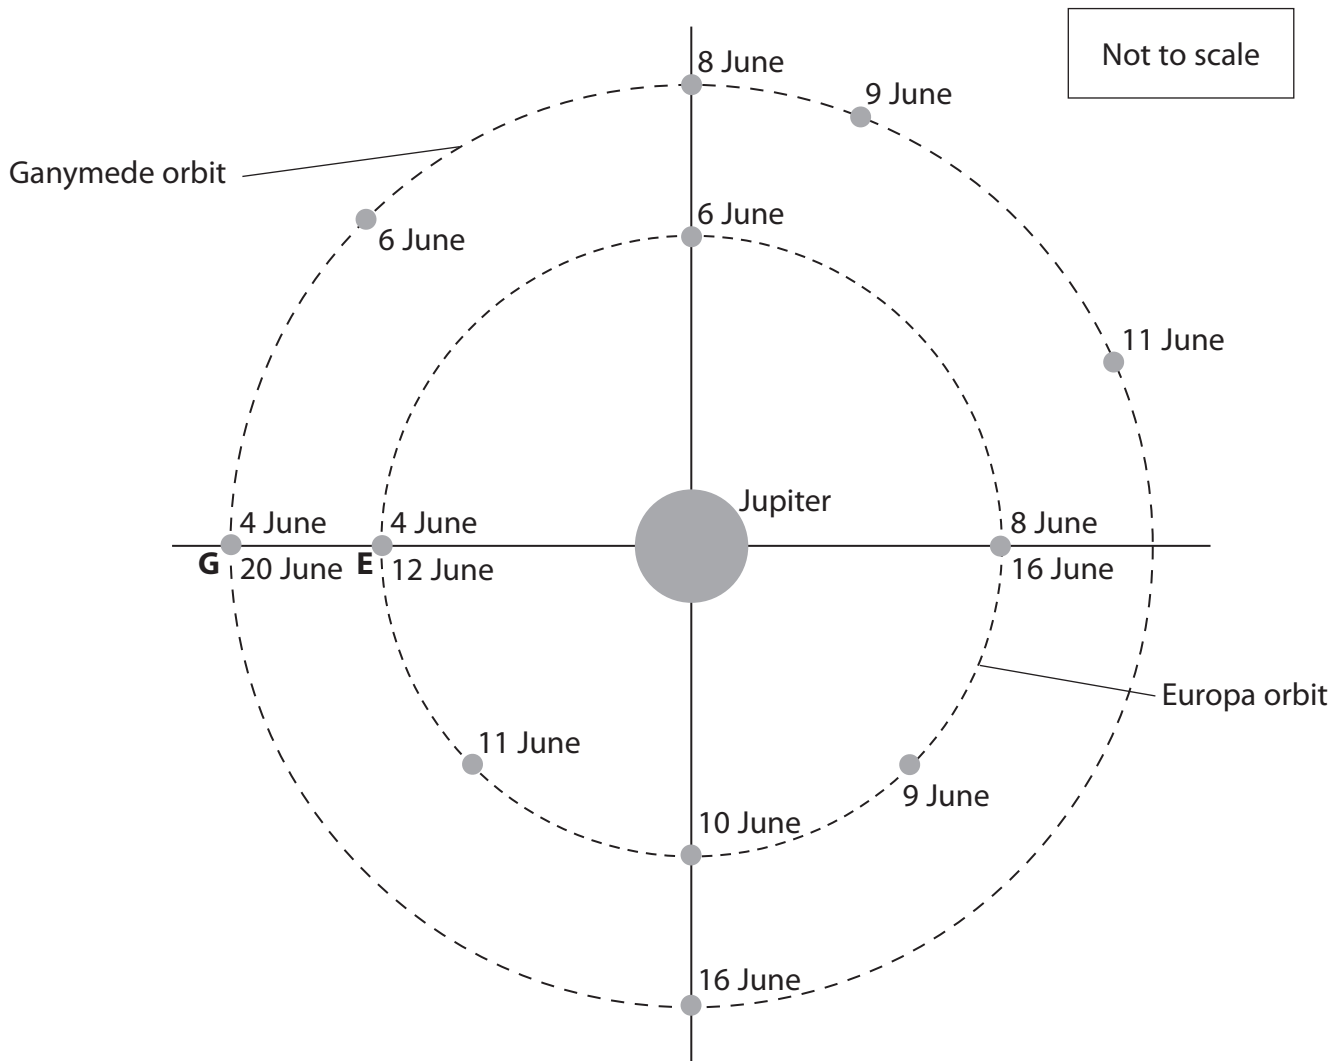 Not to scale
8 June
9 June
Ganymede orbit
6 June
6 June
11 June
Jupiter
4 June
4 June
8 June
G
20 June
E
12 June
16 June
Europa orbit
11 June
9 June
10 June
16 June